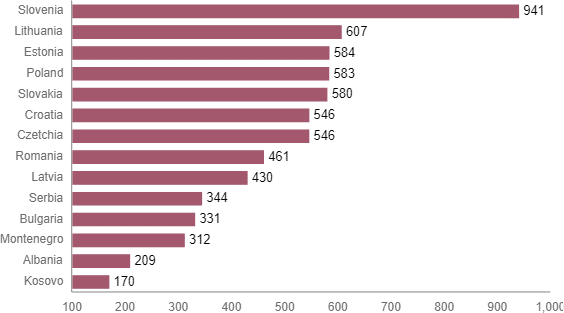 Slovenia 941
Lithuania 607
Estonia 584
Poland 583
Slovakia 580
Croatia 546
Czetchia 546
Romania 461
Latvia 430
Serbia 344
Bulgaria 331
Montenegro 312
Albania 209
Kosovo 170
100 200 300 400 500 600 700 800 900 1,000